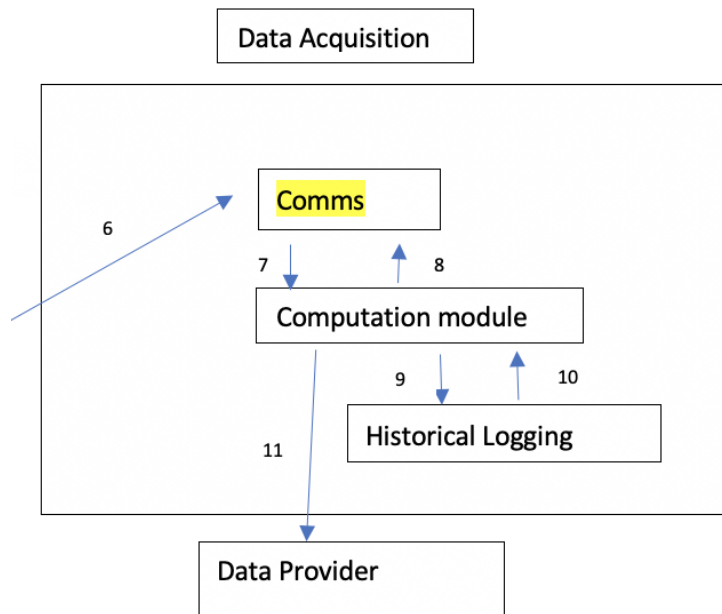 Data Acquisition
Comms
6
7
8
Computation module
9
10
Historical Logging
11
Data Provider